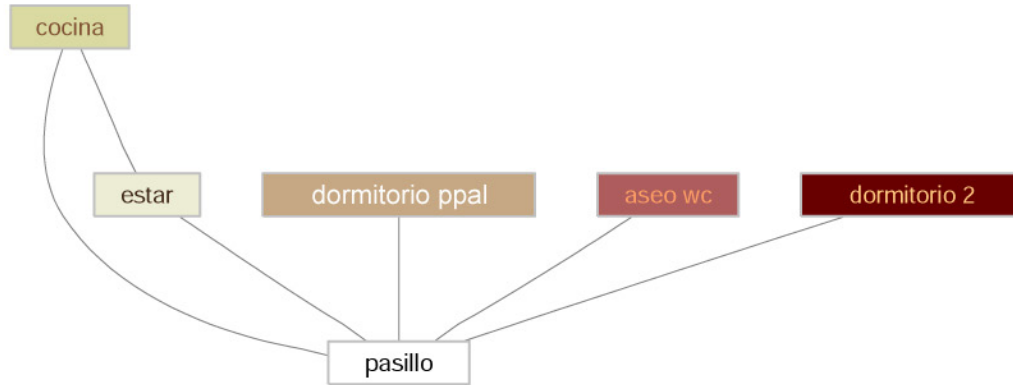 cocina
estar
dormitorio ppal
aseo wc
dormitorio 2
pasillo